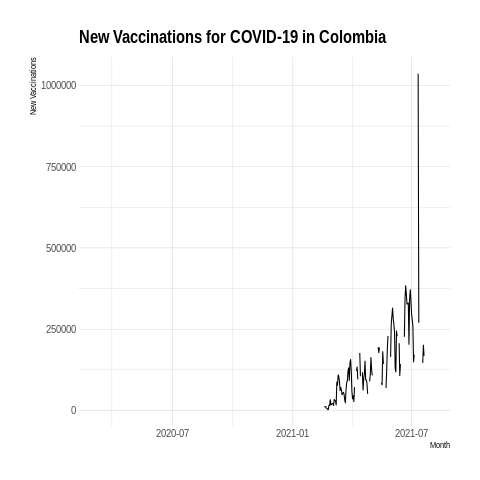 New Vaccinations for COVID-19 in Colombia
New Vaccinations
1000000
750000
500000
250000
0
2020-07 2021-01 2021-07
Month